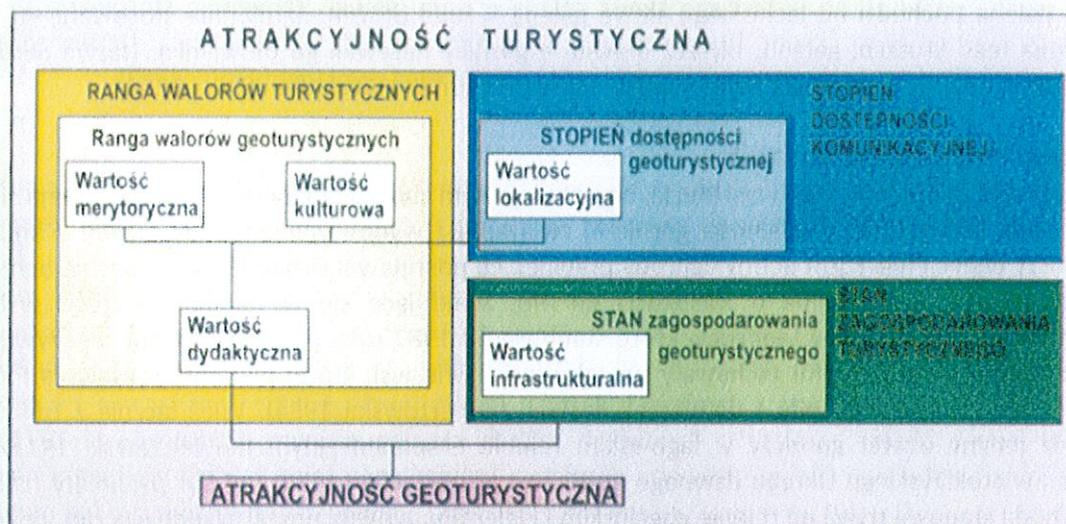 ATRAKCYJNOŚĆ TURYSTYCZNA
RANGA WALORÓW TURYSTYCZNYCH
Ranga walorów geoturystycznych
Wartość
merytoryczna
Wartość
kulturowa
Wartość
dydaktyczna
STOPIEŃ
DOSTĘPNOŚCI
KOMUNIKACYJNEJ
STOPIEŃ dostępności
geoturystycznej
Wartość
lokalizacyjna
STAN
ZAGOSPODAROWANIA
TURYSTYCZNEGO
STAN zagospodarowania
geoturystycznego
Wartość
infrastrukturalna
ATRAKCYJNOŚĆ GEOTURYSTYCZNA